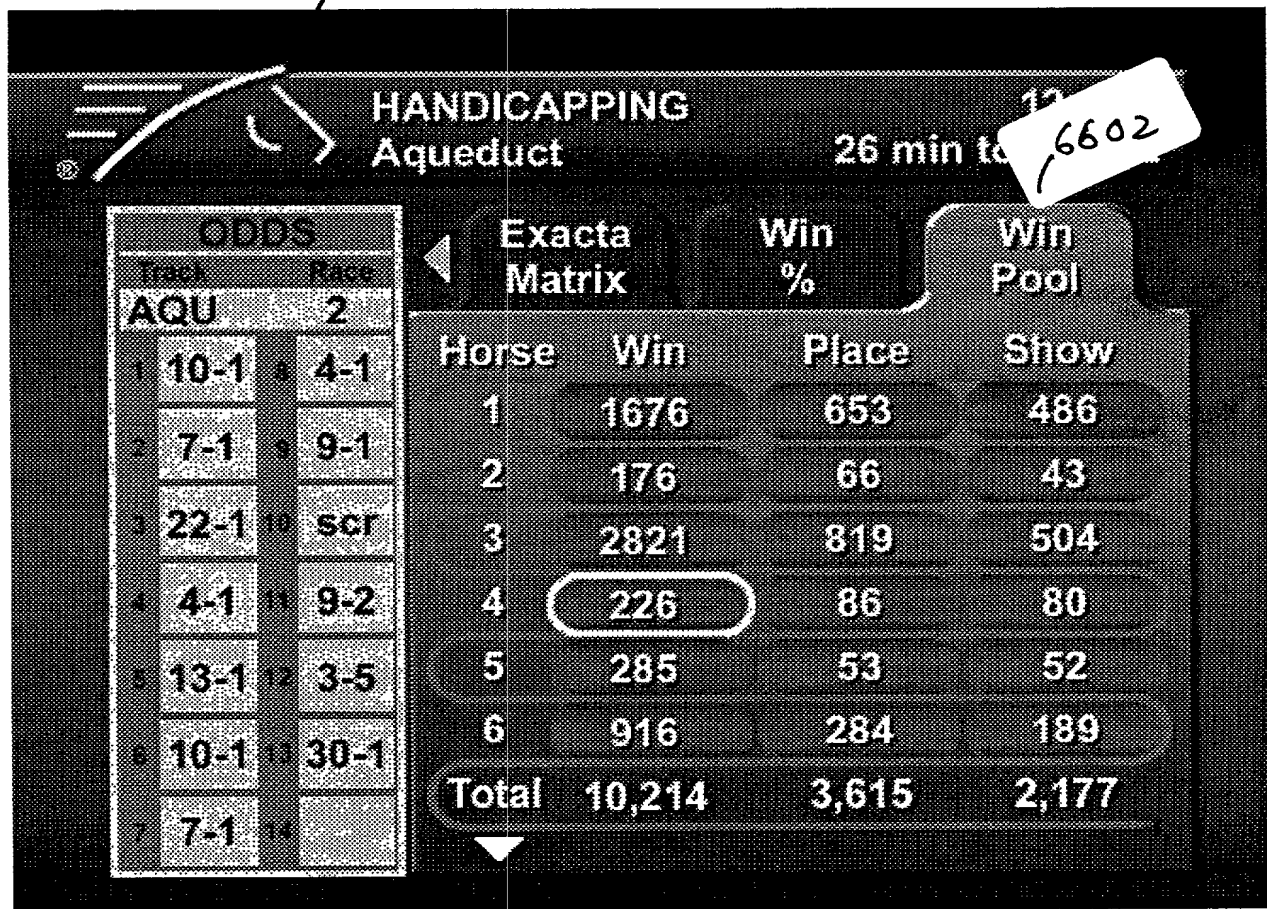 HANDICAPPING
Aqueduct
26 min to
6602
ODDS
Track Race
AQU 2
1 10-1 8 4-1
2 7-1 9 9-1
3 22-1 10 scr
4 4-1 11 9-2
5 13-1 12 3-5
6 10-1 13 30-1
7 7-1 14
Exacta Matrix
Win %
Win Pool
Horse Win Place Show
1 1676 653 486
2 176 66 43
3 2821 819 504
4 226 86 80
5 285 53 52
6 916 284 189
Total 10,214 3,615 2,177
®